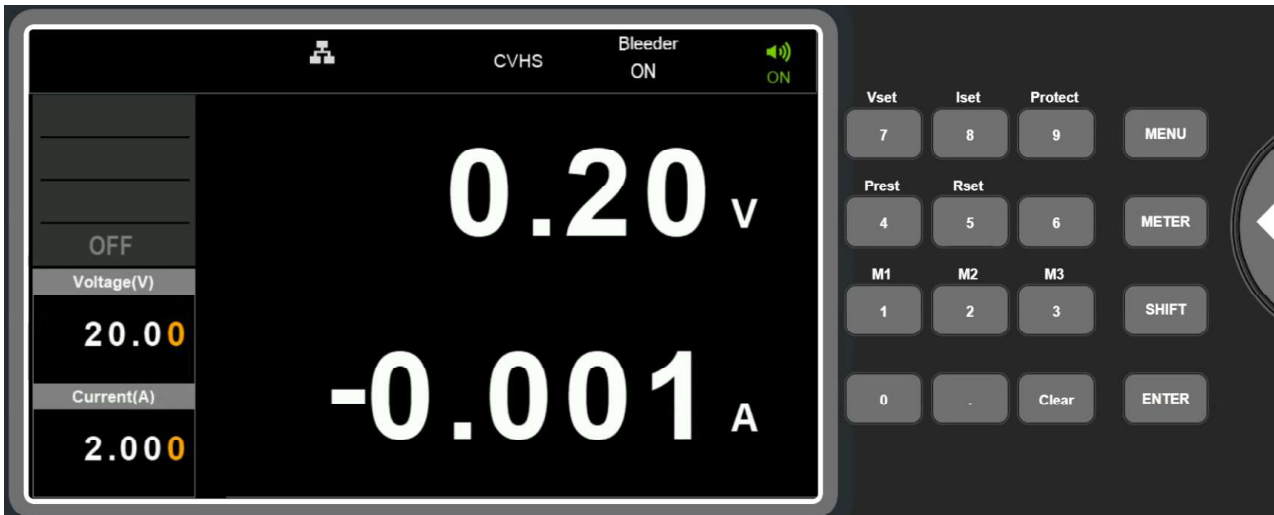 CVHS
Bleeder
ON
ON
0.20 V
OFF
Voltage(V)
20.00
-0.001 A
Current(A)
2.000
Vset Iset Protect
7 8 9 MENU
Prest Rset
4 5 6 METER
M1 M2 M3
1 2 3 SHIFT
0 . Clear ENTER